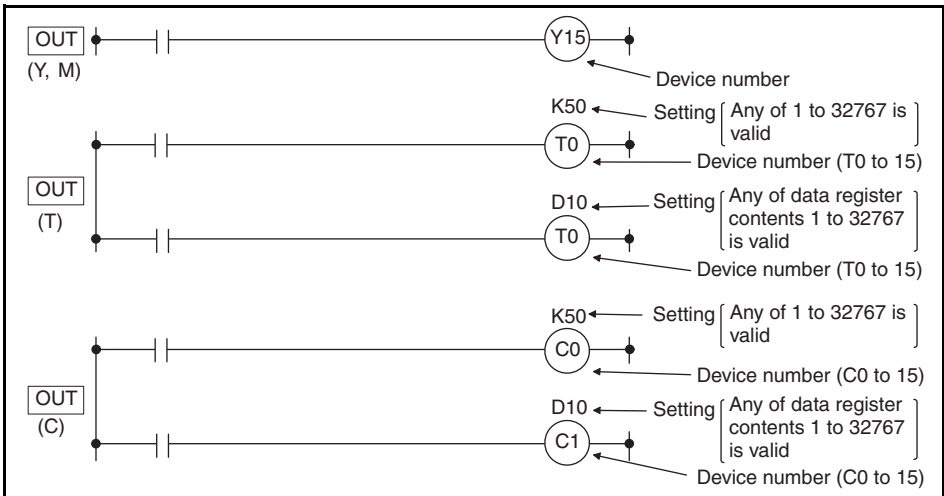 OUT
(Y, M)
Y15
Device number
K50
Setting
Any of 1 to 32767 is
valid
T0
Device number (T0 to 15)
OUT
(T)
D10
Setting
Any of data register
contents 1 to 32767
is valid
T0
Device number (T0 to 15)
K50
Setting
Any of 1 to 32767 is
valid
C0
Device number (C0 to 15)
OUT
(C)
D10
Setting
Any of data register
contents 1 to 32767
is valid
C1
Device number (C0 to 15)